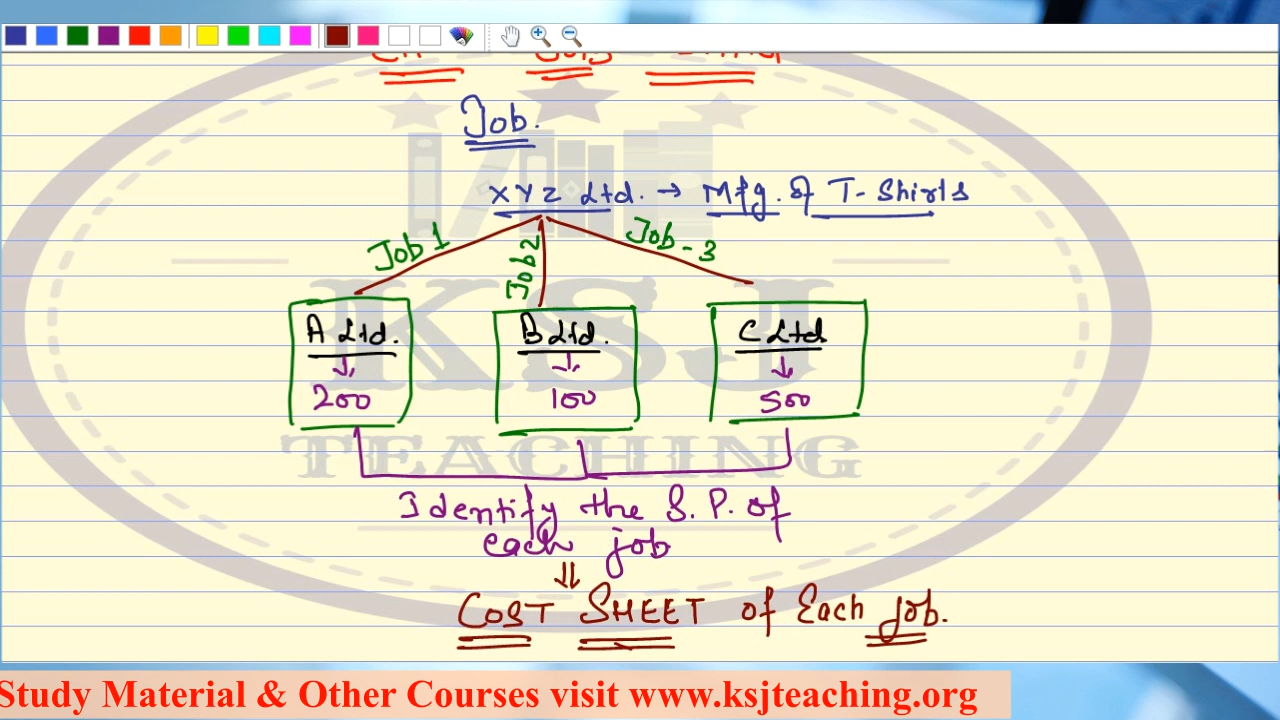 Job.
XYZ Ltd. → Mfg. of T-Shirts
Job 1 Job 2 Job-3
A Ltd. B Ltd. C Ltd
↓ ↓ ↓
200 100 500
KSJ
TEACHING
Identify the S.P. of
each job
⇓
COST SHEET of Each job.
Study Material & Other Courses visit www.ksjteaching.org